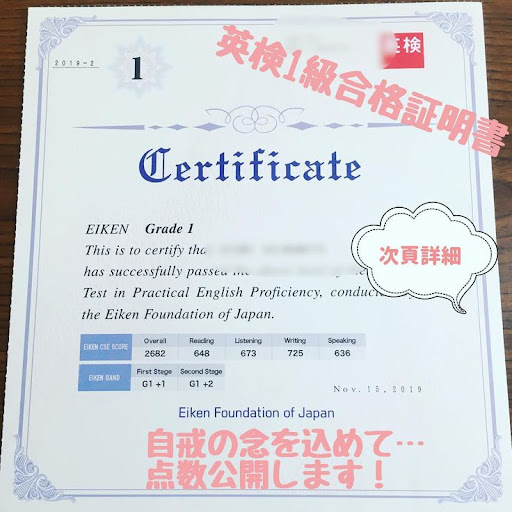 2019-2
1
英検
英検1級合格証明書
Certificate
EIKEN Grade 1
This is to certify tha
has successfully passed
Test in Practical English Proficiency, conduc
the Eiken Foundation of Japan.
次頁詳細
Overall Reading Listening Writing Speaking
EIKEN CSE SCORE 2682 648 673 725 636
First Stage Second Stage
EIKEN BAND G1 +1 G1 +2
Nov. 15, 2019
Eiken Foundation of Japan
自戒の念を込めて…
点数公開します!